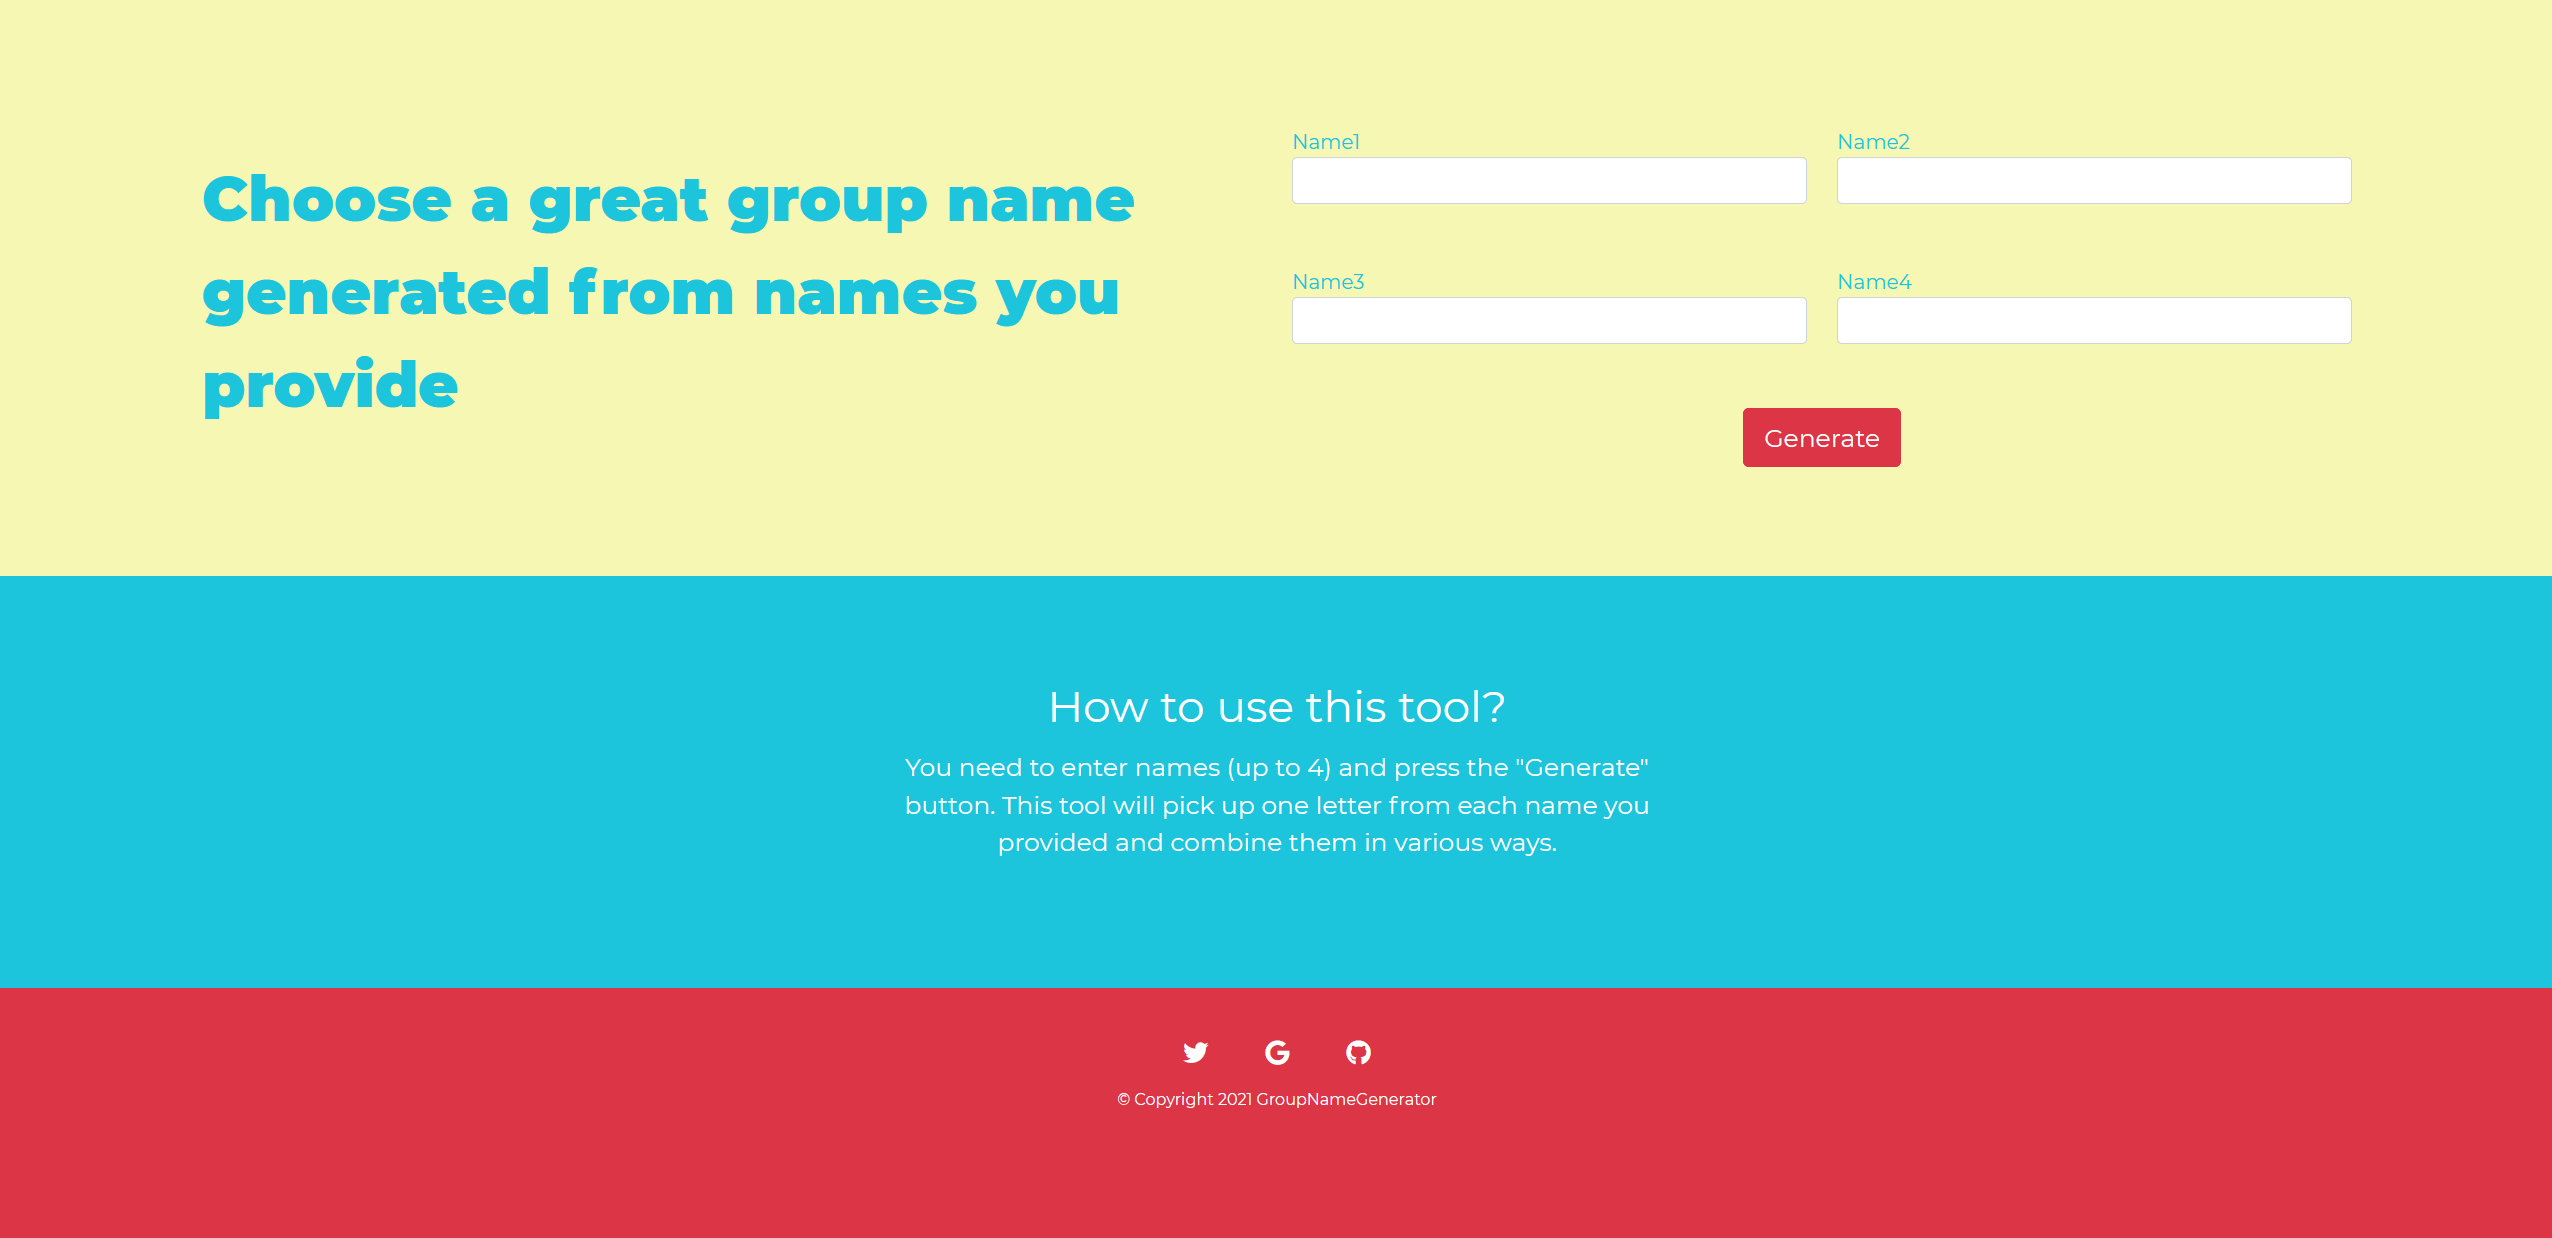 Choose a great group name
generated from names you
provide
Name1
Name2
Name3
Name4
Generate
How to use this tool?
You need to enter names (up to 4) and press the "Generate"
button. This tool will pick up one letter from each name you
provided and combine them in various ways.
© Copyright 2021 GroupNameGenerator